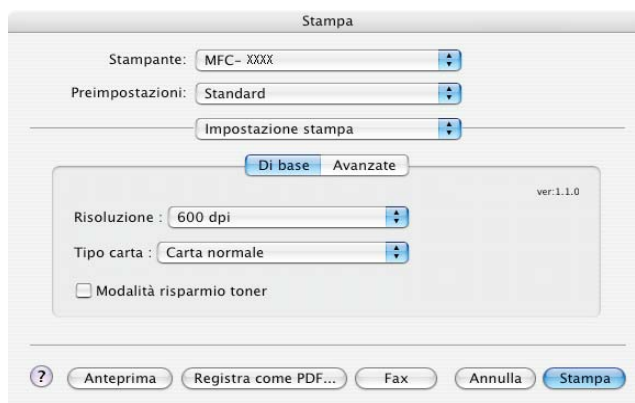 Stampa
Stampante: MFC- XXXX
Preimpostazioni: Standard
Impostazione stampa
Di base Avanzate
ver:1.1.0
Risoluzione : 600 dpi
Tipo carta : Carta normale
Modalità risparmio toner
? Anteprima Registra come PDF... Fax Annulla Stampa